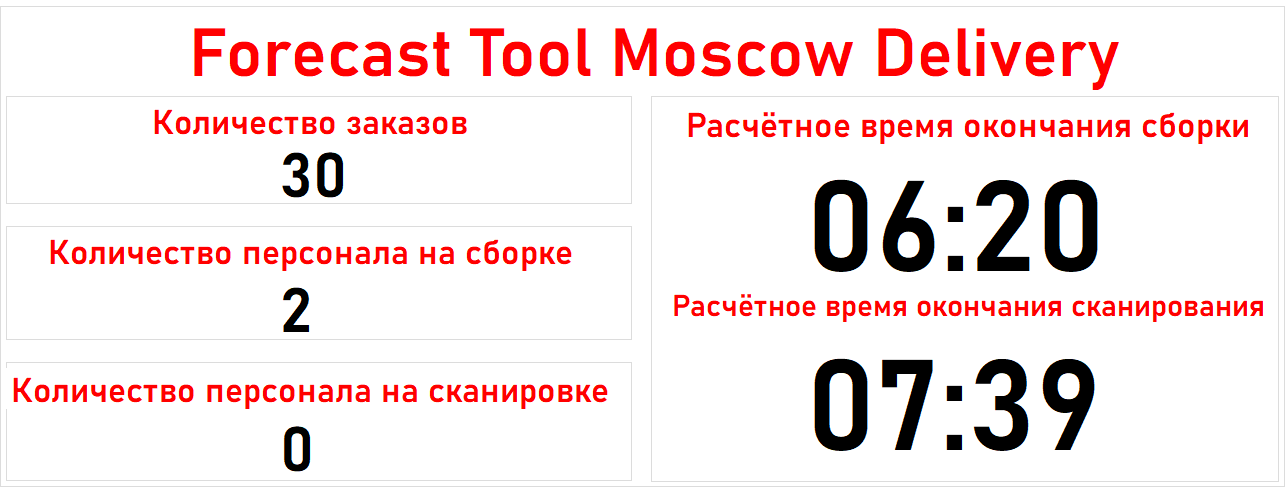 Forecast Tool Moscow Delivery
Количество заказов
30
Количество персонала на сборке
2
Количество персонала на сканировке
0
Расчётное время окончания сборки
06:20
Расчётное время окончания сканирования
07:39